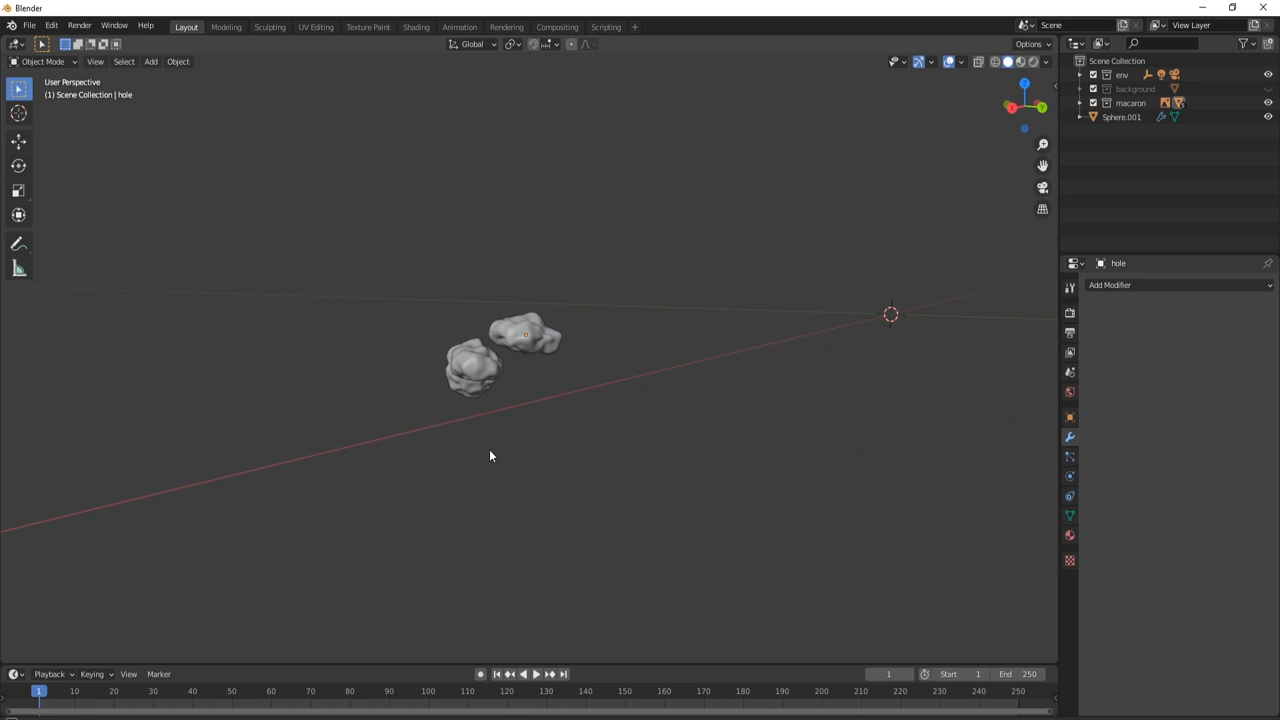 Blender
File Edit Render Window Help Layout Modeling Sculpting UV Editing Texture Paint Shading Animation Rendering Compositing Scripting + Scene View Layer
Global Options
Object Mode View Select Add Object
User Perspective
(1) Scene Collection | hole
Z
X Y
Scene Collection
env
background
macaron
Sphere.001
hole
Add Modifier
Playback Keying View Marker 1 Start 1 End 250
1 10 20 30 40 50 60 70 80 90 100 110 120 130 140 150 160 170 180 190 200 210 220 230 240 250